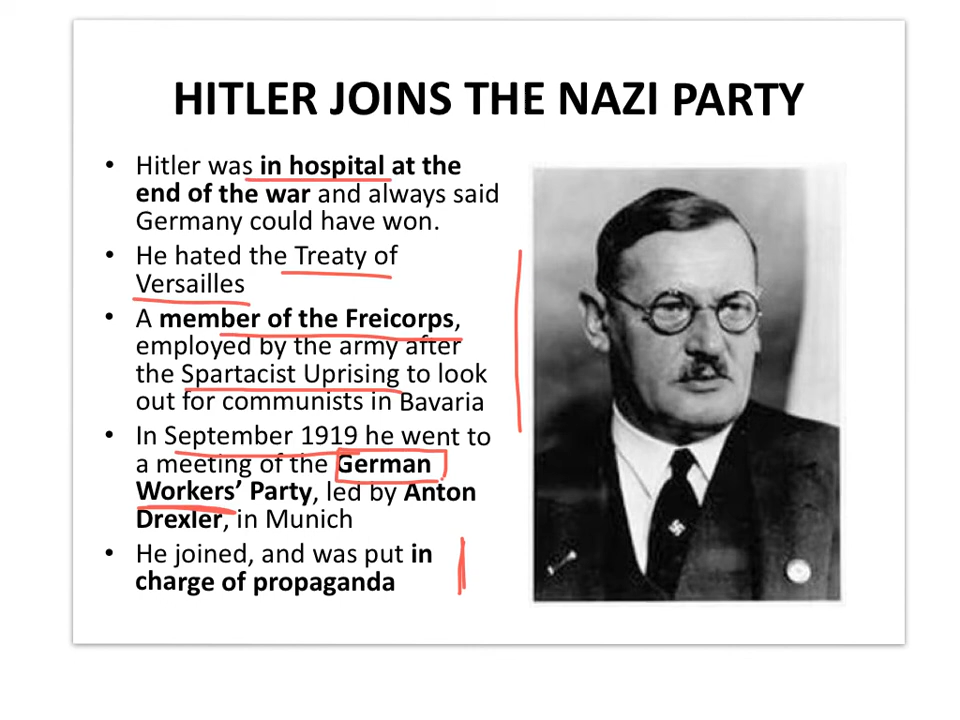 HITLER JOINS THE NAZI PARTY
• Hitler was in hospital at the
end of the war and always said
Germany could have won.
• He hated the Treaty of
Versailles
• A member of the Freicorps,
employed by the army after
the Spartacist Uprising to look
out for communists in Bavaria
• In September 1919 he went to
a meeting of the German
Workers’ Party, led by Anton
Drexler, in Munich
• He joined, and was put in
charge of propaganda